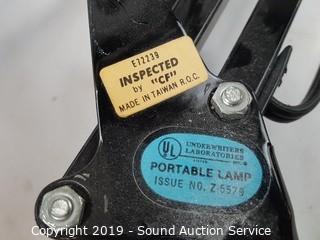 E72239
INSPECTED
by "CF"
MADE IN TAIWAN R.O.C.
UL
UNDERWRITERS
LABORATORIES
PORTABLE LAMP
ISSUE NO. Z-5579
Copyright 2019 - Sound Auction Service